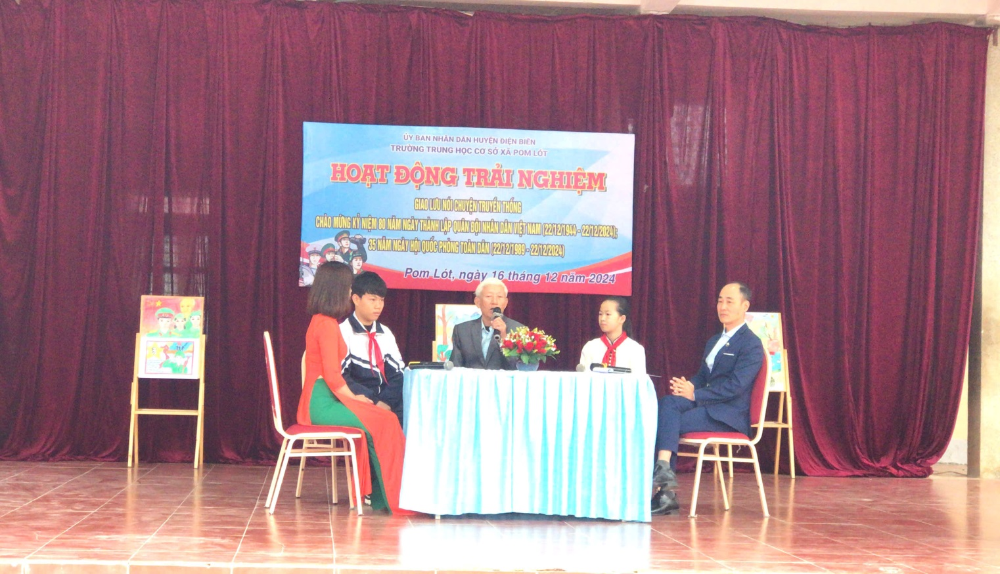 ỦY BAN NHÂN DÂN HUYỆN ĐIỆN BIÊN
TRƯỜNG TRUNG HỌC CƠ SỞ XÃ POM LÓT
HOẠT ĐỘNG TRẢI NGHIỆM
GIAO LƯU NÓI CHUYỆN TRUYỀN THỐNG
CHÀO MỪNG KỶ NIỆM 80 NĂM NGÀY THÀNH LẬP QUÂN ĐỘI NHÂN DÂN VIỆT NAM (22/12/1944 - 22/12/2024);
35 NĂM NGÀY HỘI QUỐC PHÒNG TOÀN DÂN (22/12/1989 - 22/12/2024)
Pom Lót, ngày 16 tháng 12 năm 2024